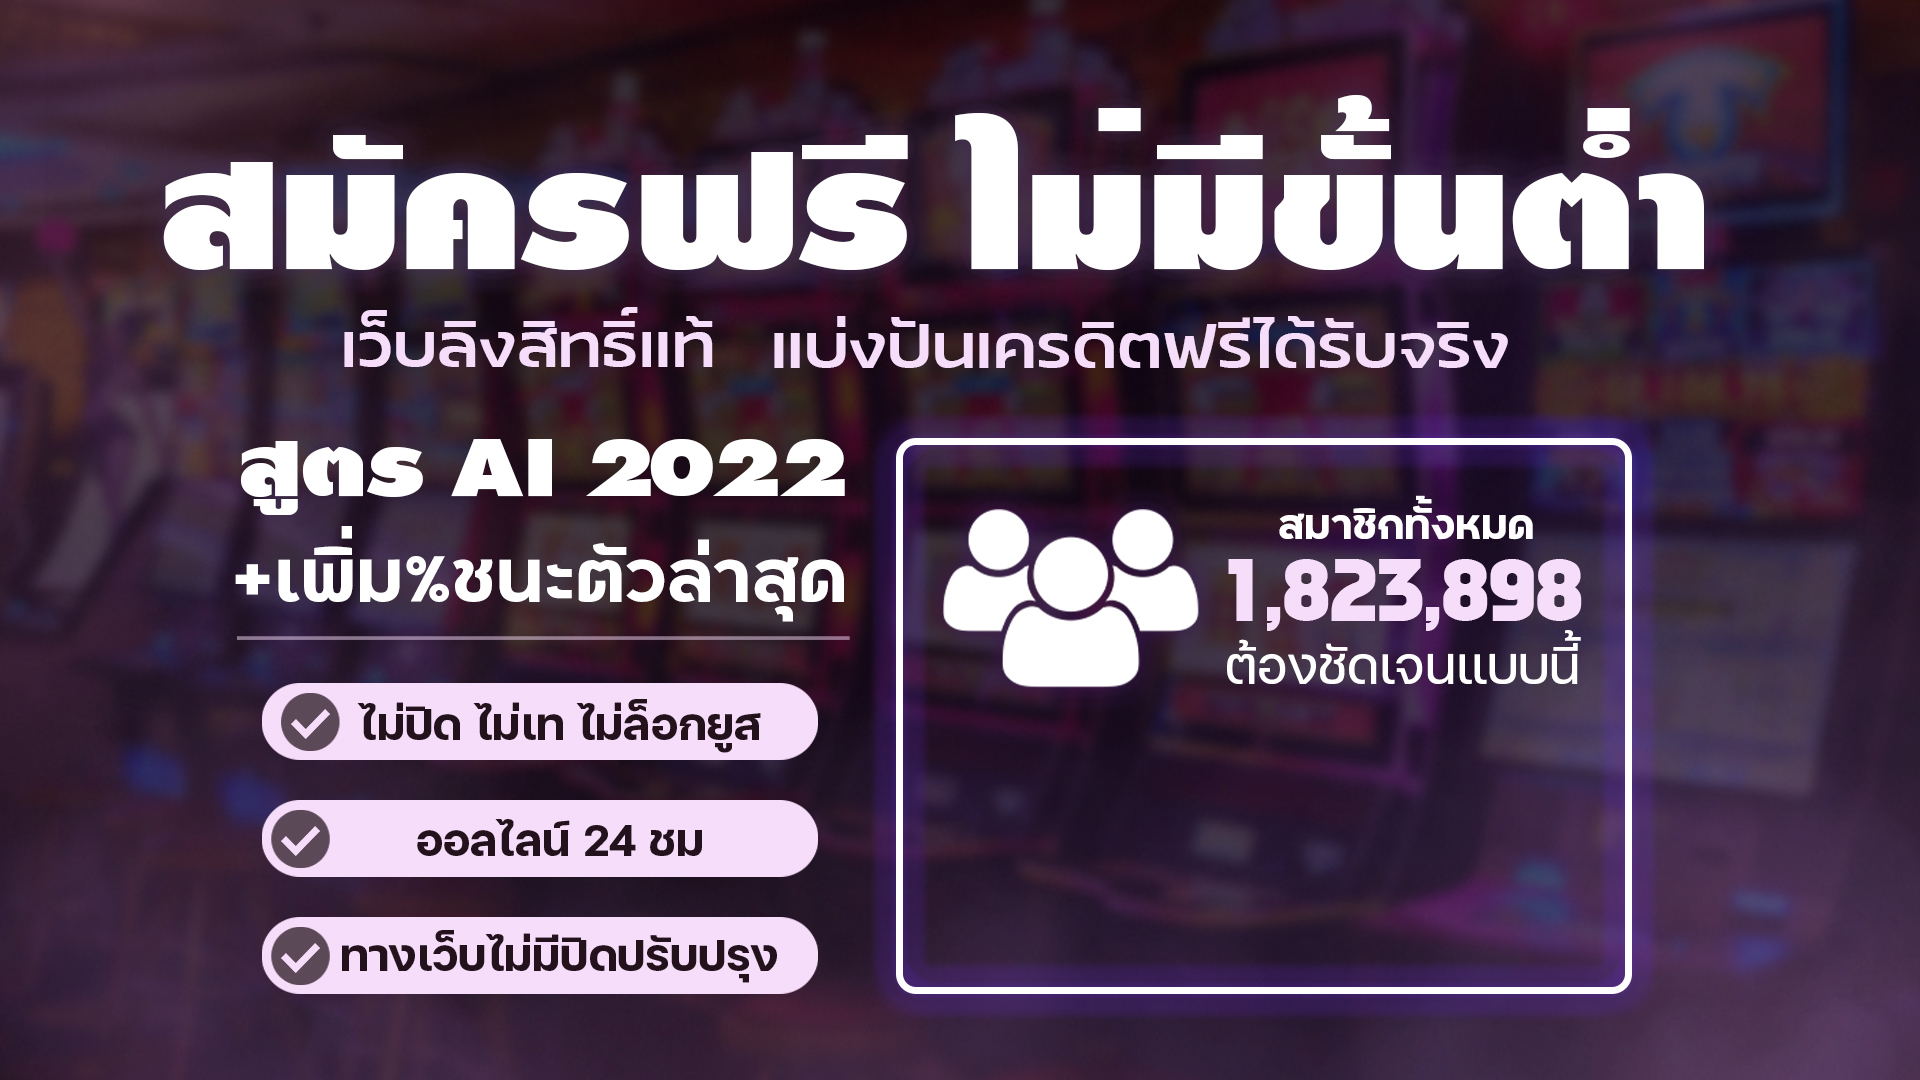 สมัครฟรี ไม่มีขั้นต่ำ
เว็บลิงสิทธิ์แท้ แบ่งปันเครดิตฟรีได้รับจริง
สูตร AI 2022
+เพิ่ม%ชนะตัวล่าสุด
ไม่ปิด ไม่เท ไม่ล็อกยูส
ออลไลน์ 24 ชม
ทางเว็บไม่มีปิดปรับปรุง
สมาชิกทั้งหมด
1,823,898
ต้องชัดเจนแบบนี้